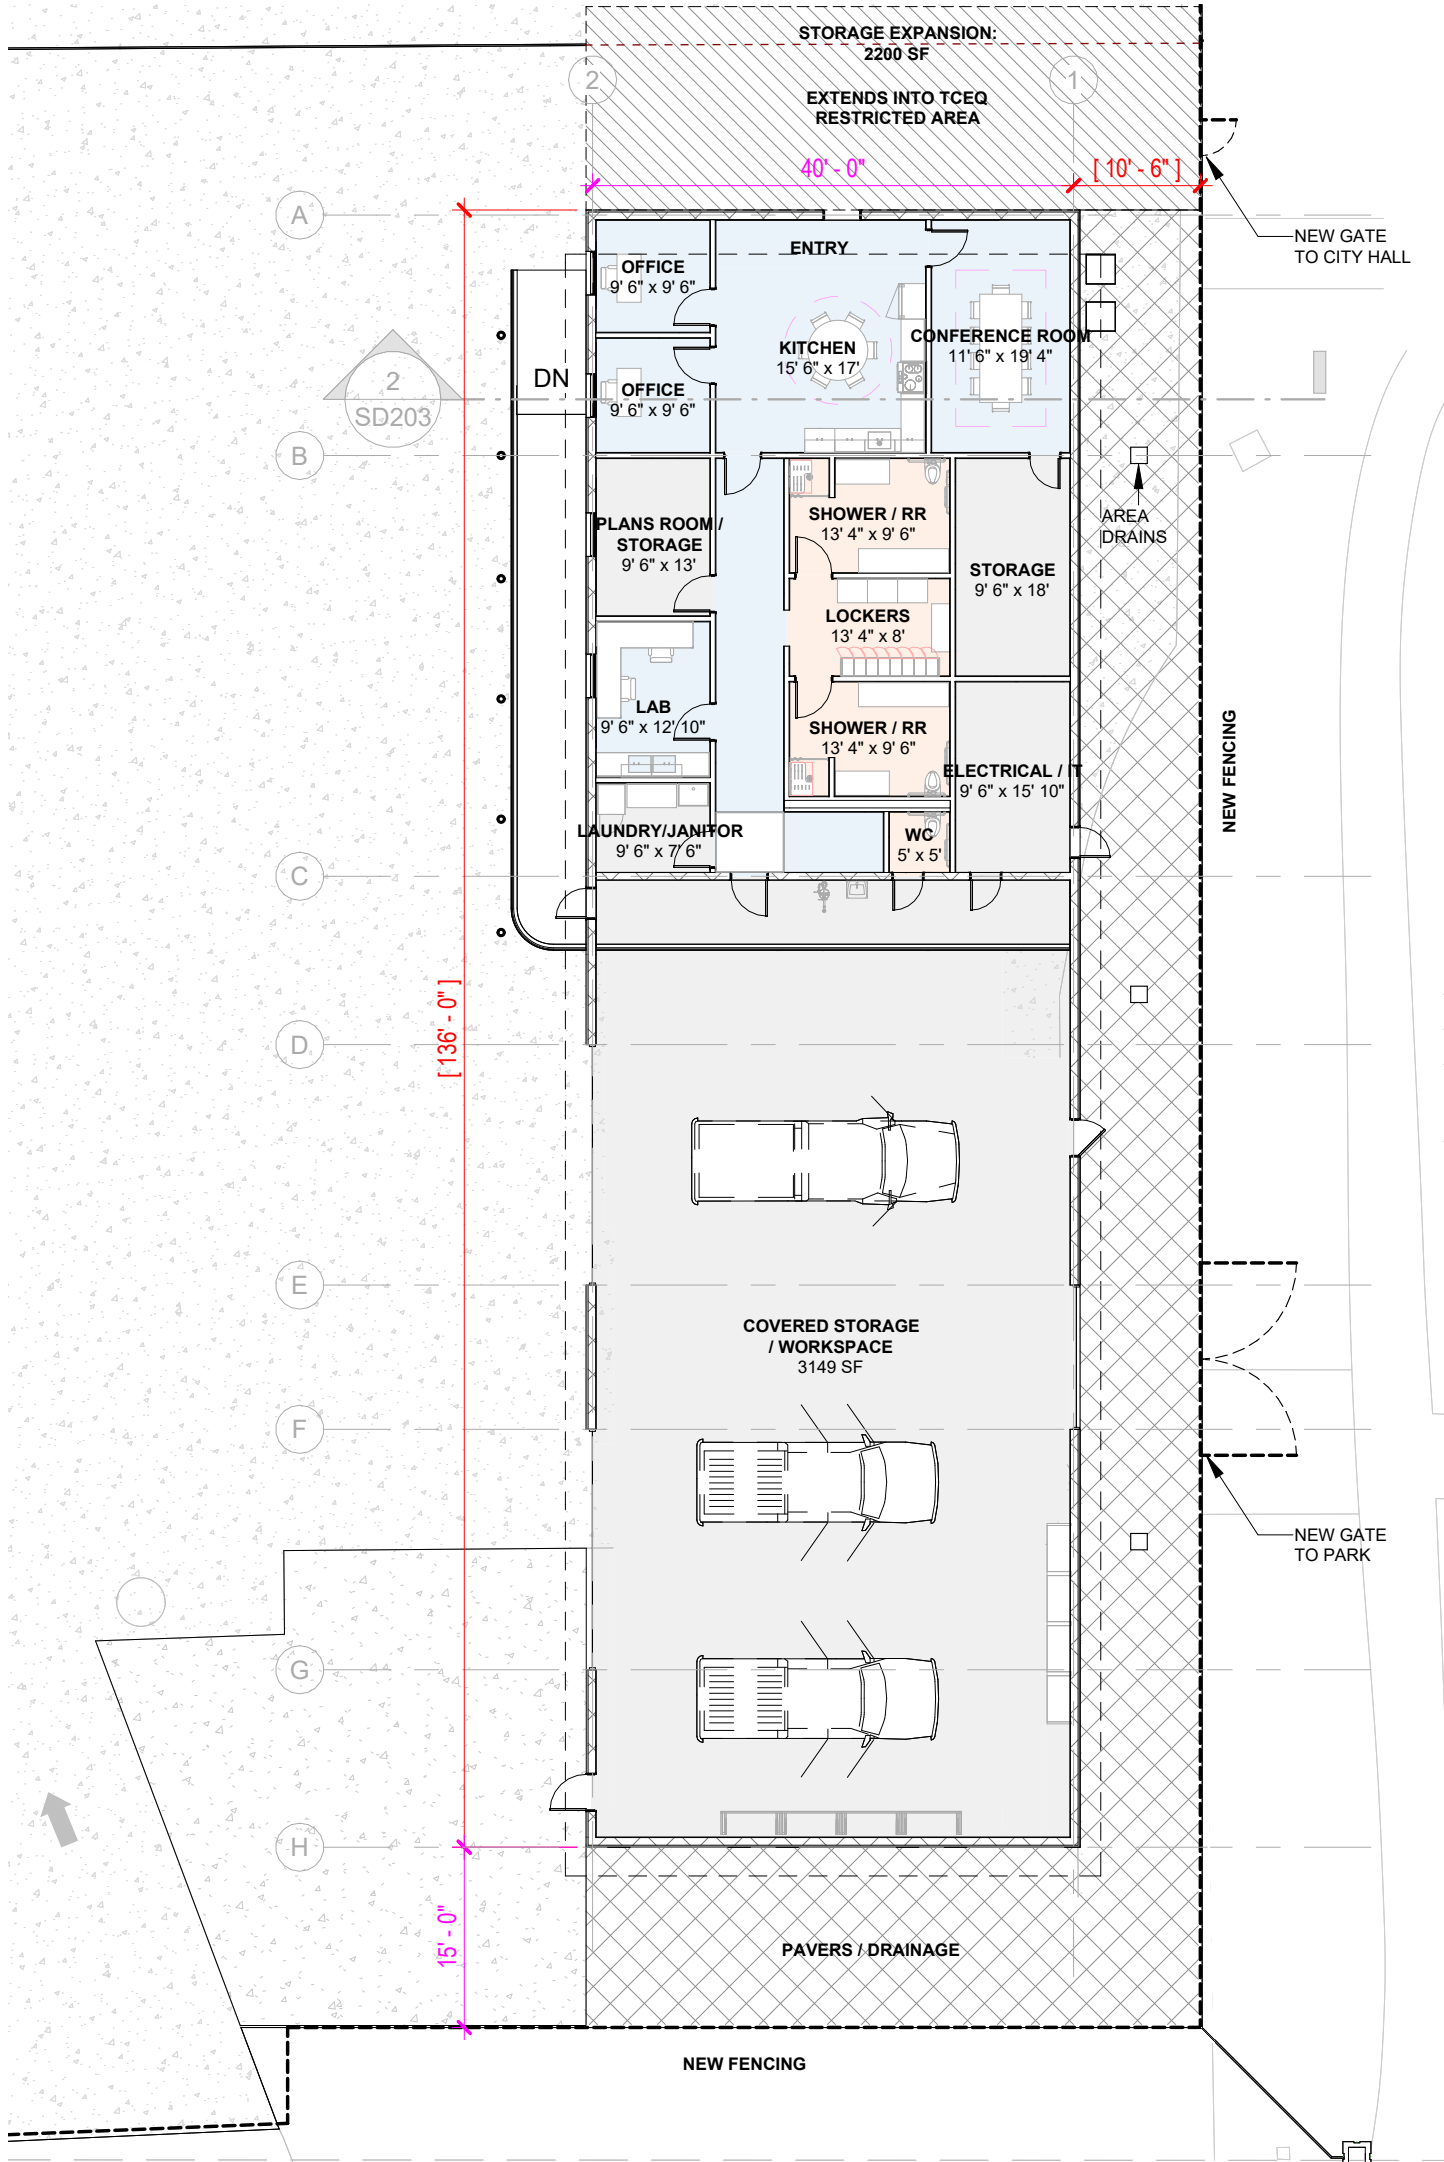 STORAGE EXPANSION:
2200 SF
EXTENDS INTO TCEQ
RESTRICTED AREA
2
1
40' - 0"
[ 10' - 6" ]
A
NEW GATE
TO CITY HALL
ENTRY
OFFICE
9' 6" x 9' 6"
KITCHEN
15' 6" x 17'
CONFERENCE ROOM
11' 6" x 19' 4"
DN
2
SD203
OFFICE
9' 6" x 9' 6"
B
AREA
DRAINS
PLANS ROOM /
STORAGE
9' 6" x 13'
SHOWER / RR
13' 4" x 9' 6"
STORAGE
9' 6" x 18'
LOCKERS
13' 4" x 8'
LAB
9' 6" x 12' 10"
SHOWER / RR
13' 4" x 9' 6"
ELECTRICAL / IT
9' 6" x 15' 10"
NEW FENCING
LAUNDRY/JANITOR
9' 6" x 7' 6"
WC
5' x 5'
C
[ 136' - 0" ]
D
E
COVERED STORAGE
/ WORKSPACE
3149 SF
F
NEW GATE
TO PARK
G
H
15' - 0"
PAVERS / DRAINAGE
NEW FENCING